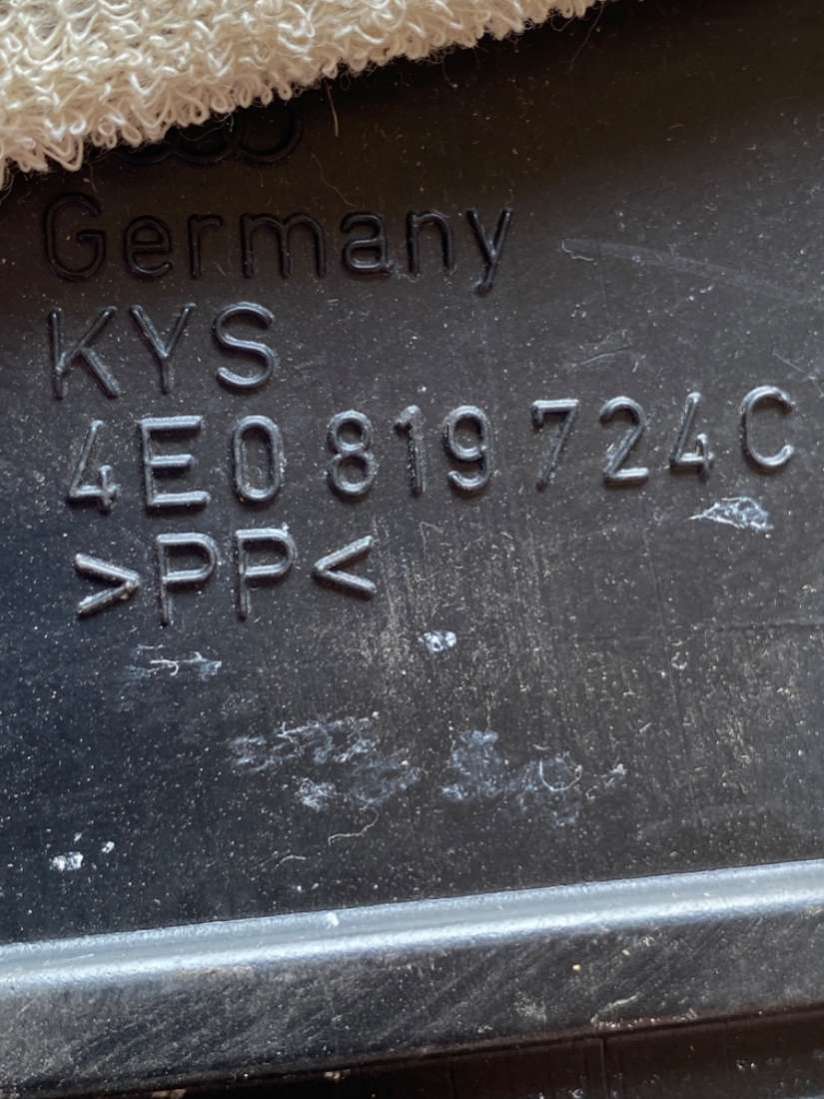 Germany
KYS
4E0 819 724 C
>PP<